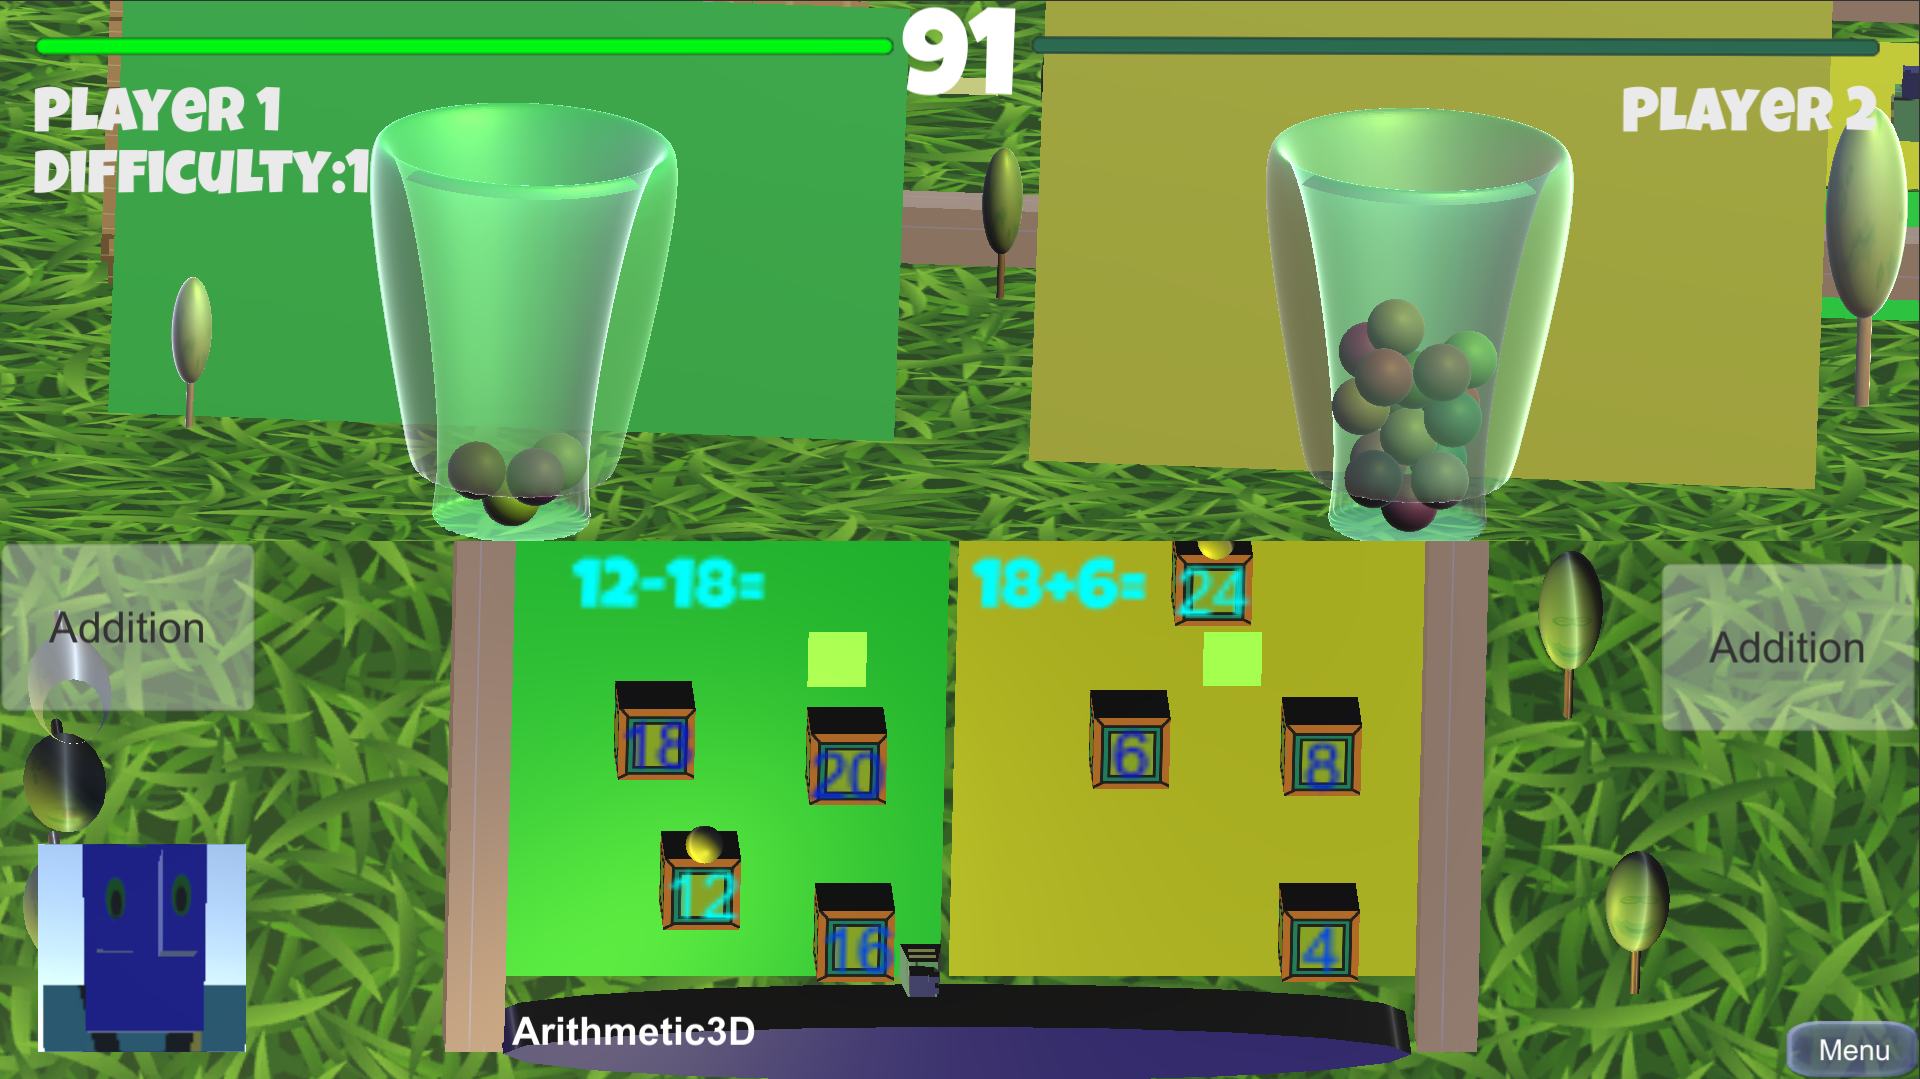 91
PLAYER 1
DIFFICULTY:1
PLAYER 2
Addition
12-18=
18+6=
24
Addition
18
20
6
8
12
16
4
Arithmetic3D
Menu